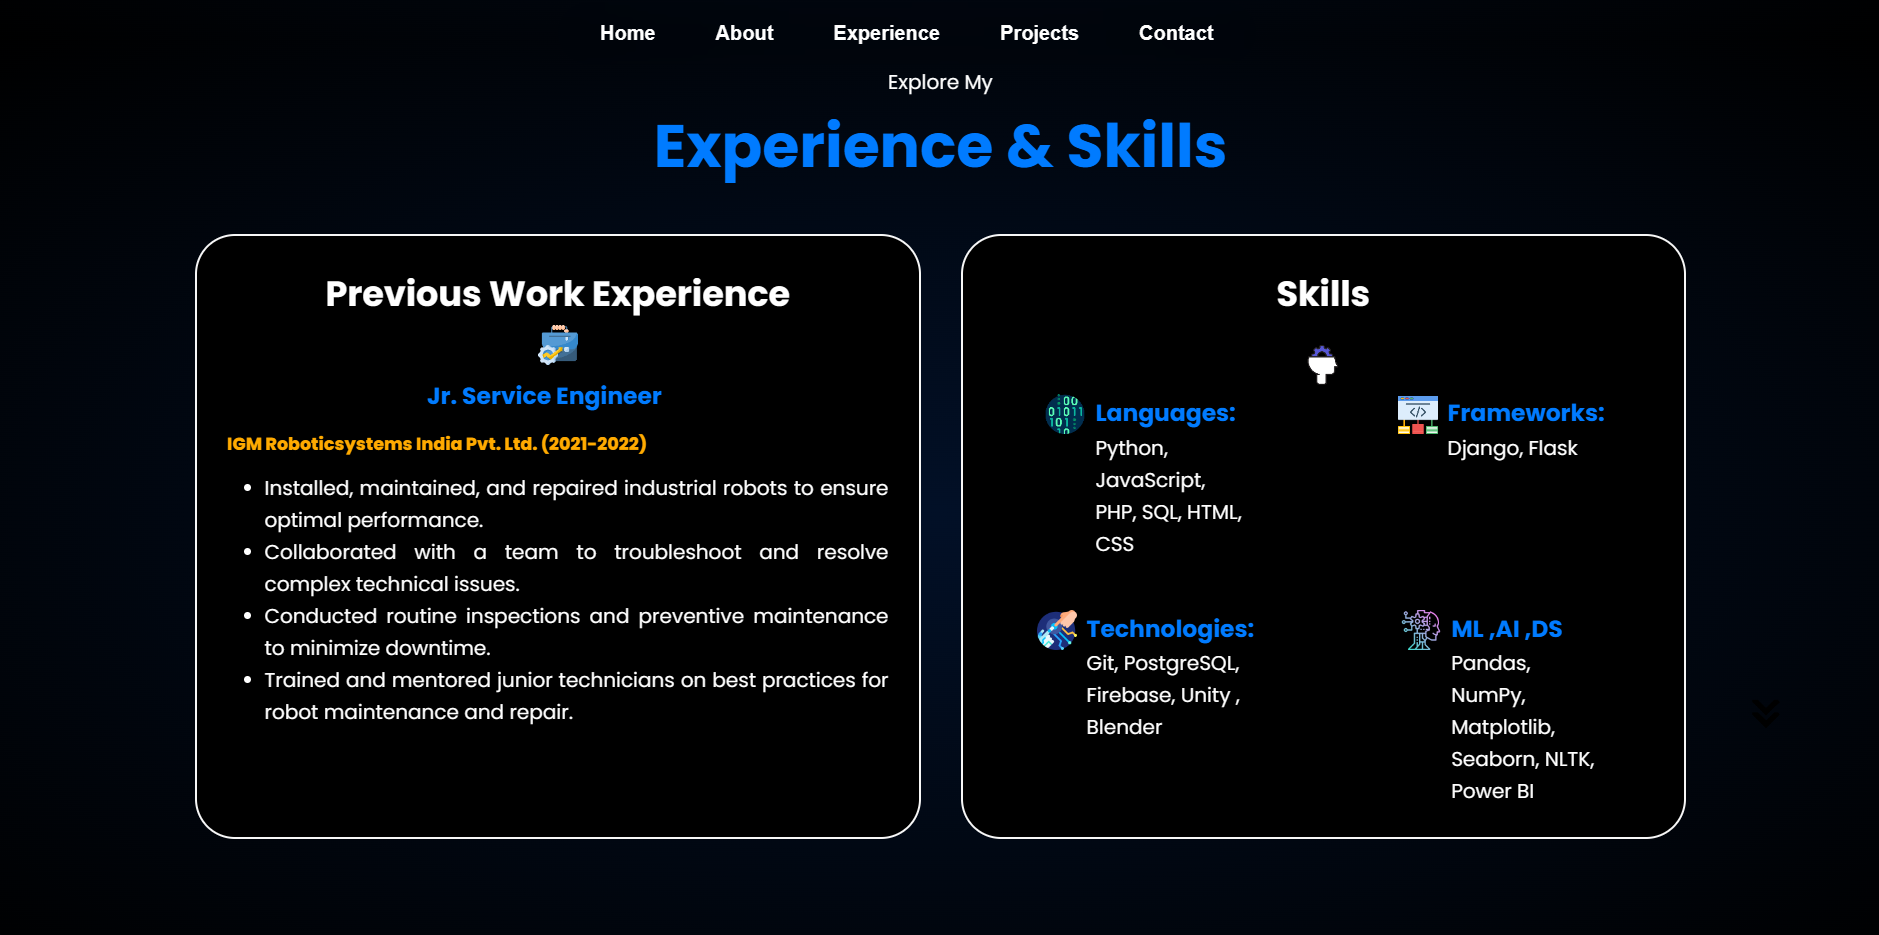 Home About Experience Projects Contact
Explore My
Experience & Skills
Previous Work Experience
Jr. Service Engineer
IGM Roboticsystems India Pvt. Ltd. (2021-2022)
• Installed, maintained, and repaired industrial robots to ensure
optimal performance.
• Collaborated with a team to troubleshoot and resolve
complex technical issues.
• Conducted routine inspections and preventive maintenance
to minimize downtime.
• Trained and mentored junior technicians on best practices for
robot maintenance and repair.
Skills
Languages:
Python,
JavaScript,
PHP, SQL, HTML,
CSS
Frameworks:
Django, Flask
Technologies:
Git, PostgreSQL,
Firebase, Unity ,
Blender
ML ,AI ,DS
Pandas,
NumPy,
Matplotlib,
Seaborn, NLTK,
Power BI